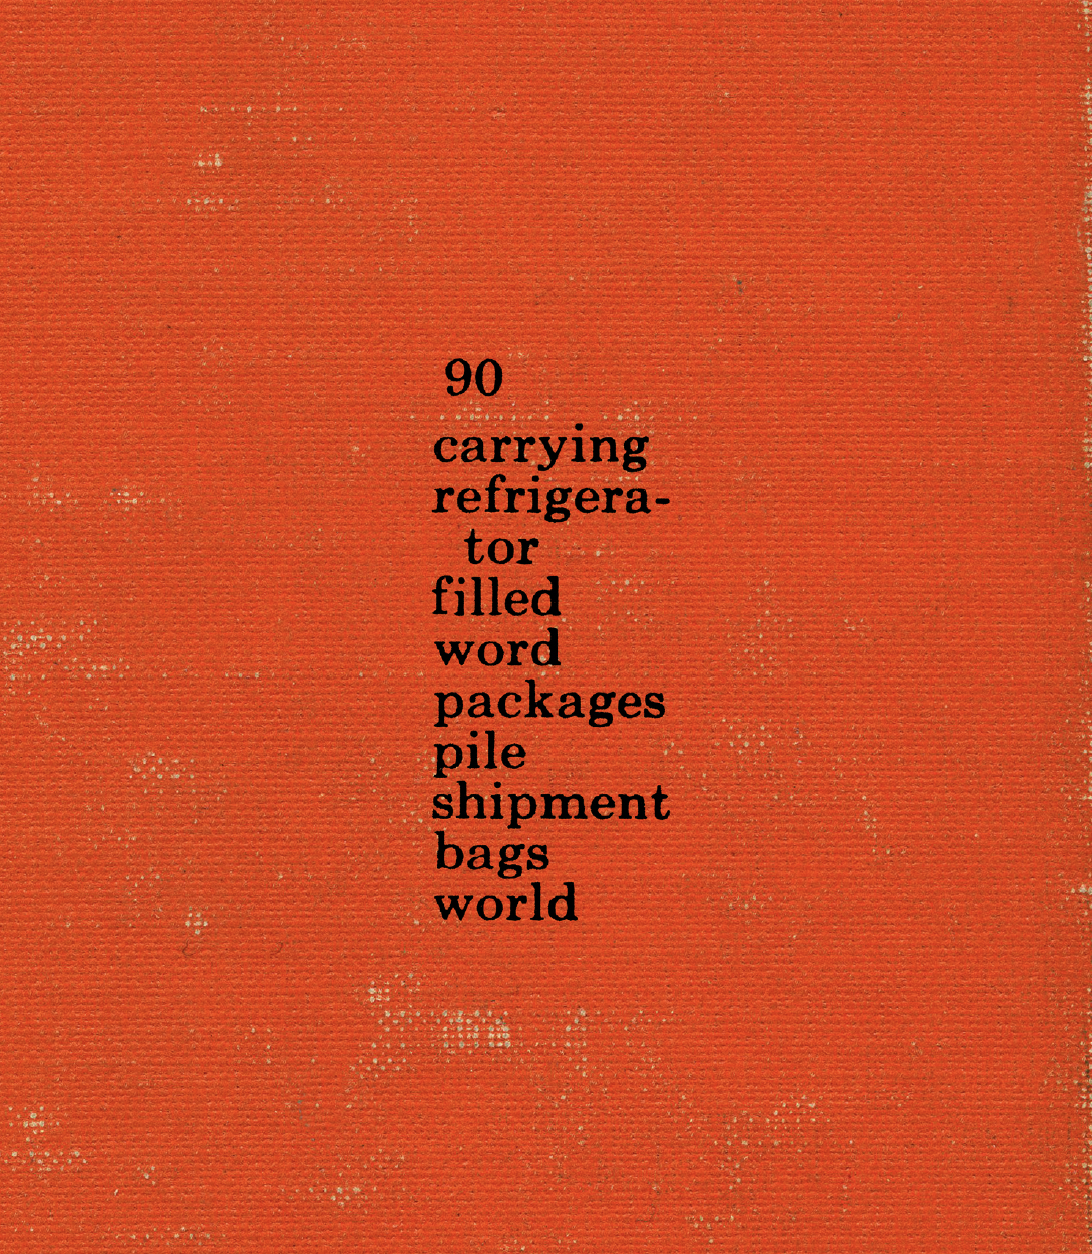 90
carrying
refrigera-
tor
filled
word
packages
pile
shipment
bags
world